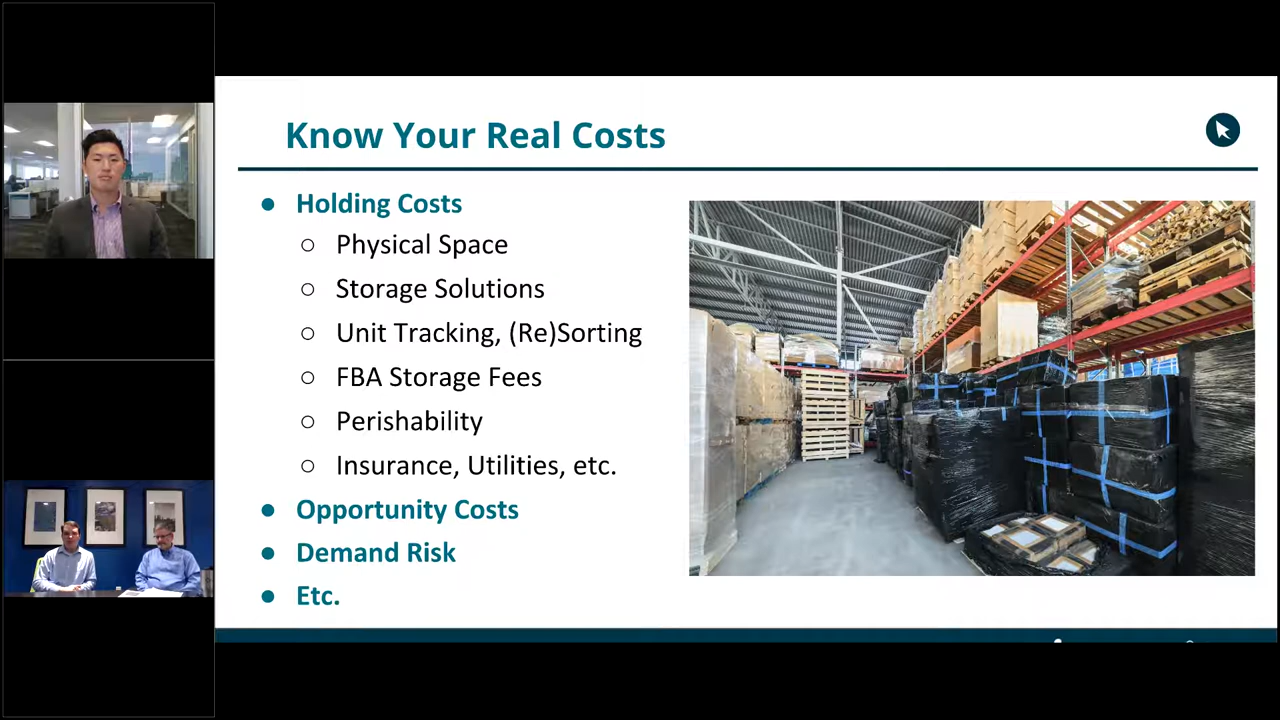 Know Your Real Costs
Holding Costs
Physical Space
Storage Solutions
Unit Tracking, (Re)Sorting
FBA Storage Fees
Perishability
Insurance, Utilities, etc.
Opportunity Costs
Demand Risk
Etc.